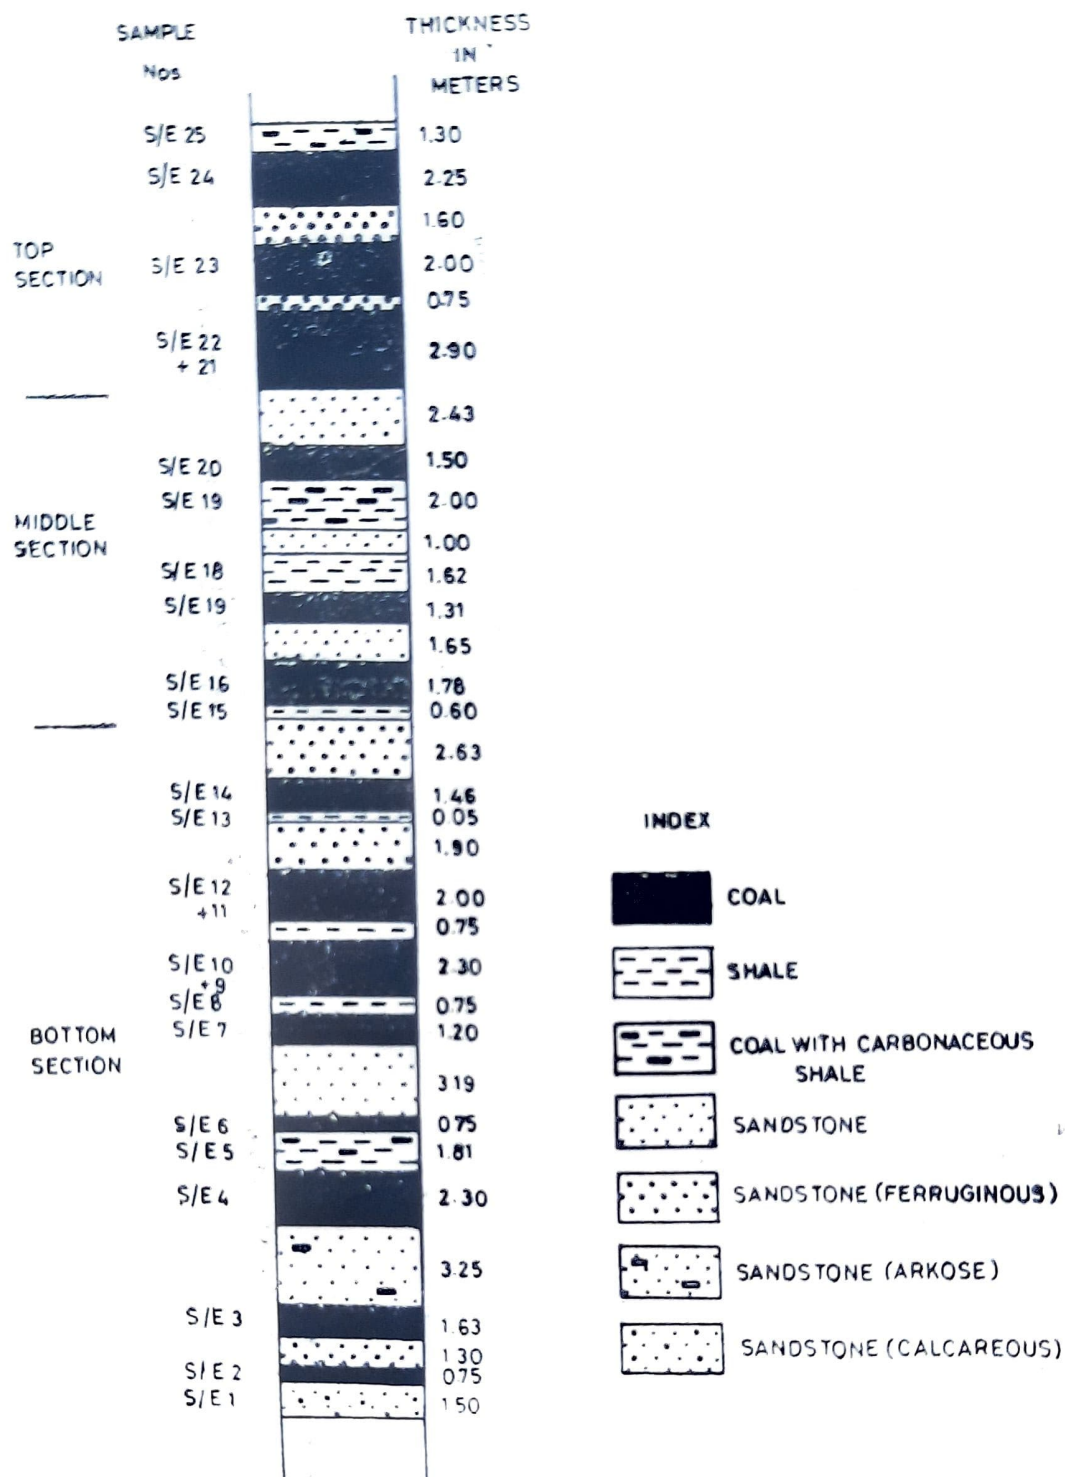 SAMPLE
Nos
THICKNESS
IN
METERS
S/E 25 1.30
S/E 24 2.25
1.60
TOP
SECTION
S/E 23 2.00
0.75
S/E 22
+ 21
2.90
2.43
S/E 20 1.50
S/E 19 2.00
MIDDLE
SECTION
1.00
S/E 18 1.62
S/E 19 1.31
1.65
S/E 16 1.78
S/E 15 0.60
2.63
S/E 14 1.46
S/E 13 0.05
1.90
S/E 12
+11
2.00
0.75
S/E 10
+9
2.30
S/E 8 0.75
S/E 7 1.20
BOTTOM
SECTION
3.19
S/E 6 0.75
S/E 5 1.81
S/E 4 2.30
3.25
S/E 3 1.63
1.30
S/E 2 0.75
S/E 1 1.50
INDEX
COAL
SHALE
COAL WITH CARBONACEOUS
SHALE
SANDSTONE
SANDSTONE (FERRUGINOUS)
SANDSTONE (ARKOSE)
SANDSTONE (CALCAREOUS)